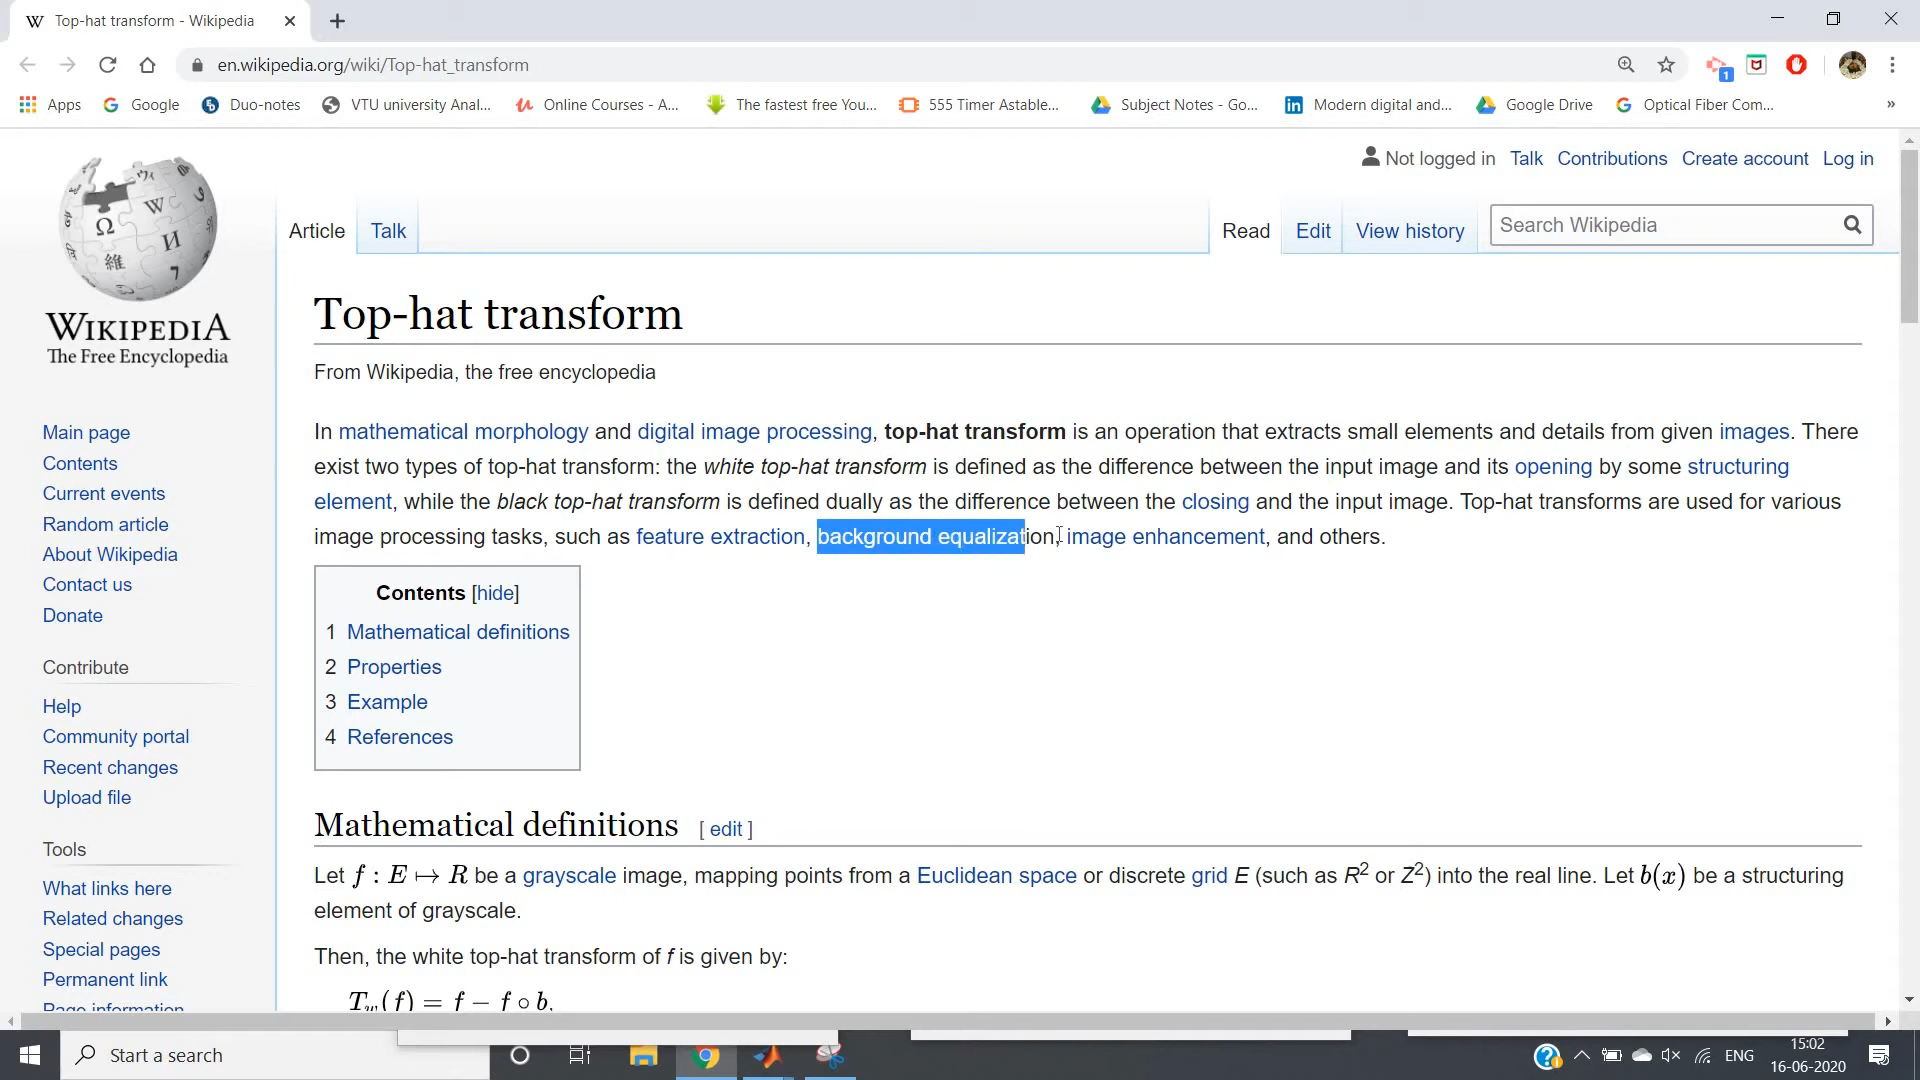 Top-hat transform - Wikipedia
en.wikipedia.org/wiki/Top-hat_transform
1
Apps Google Duo-notes VTU university Anal... Online Courses - A... The fastest free You... 555 Timer Astable... Subject Notes - Go... Modern digital and... Google Drive Optical Fiber Com... »
Not logged in Talk Contributions Create account Log in
Article Talk Read Edit View history Search Wikipedia
WIKIPEDIA
The Free Encyclopedia
Main page
Contents
Current events
Random article
About Wikipedia
Contact us
Donate
Contribute
Help
Community portal
Recent changes
Upload file
Tools
What links here
Related changes
Special pages
Permanent link
Page information
Top-hat transform
From Wikipedia, the free encyclopedia
In mathematical morphology and digital image processing, top-hat transform is an operation that extracts small elements and details from given images. There
exist two types of top-hat transform: the white top-hat transform is defined as the difference between the input image and its opening by some structuring
element, while the black top-hat transform is defined dually as the difference between the closing and the input image. Top-hat transforms are used for various
image processing tasks, such as feature extraction, background equalization, image enhancement, and others.
Contents [hide]
1 Mathematical definitions
2 Properties
3 Example
4 References
Mathematical definitions [ edit ]
Let f : E ↦ R be a grayscale image, mapping points from a Euclidean space or discrete grid E (such as R² or Z²) into the real line. Let b(x) be a structuring
element of grayscale.
Then, the white top-hat transform of f is given by:
T_w(f) = f − f ∘ b,
Start a search
ENG
15:02
16-06-2020